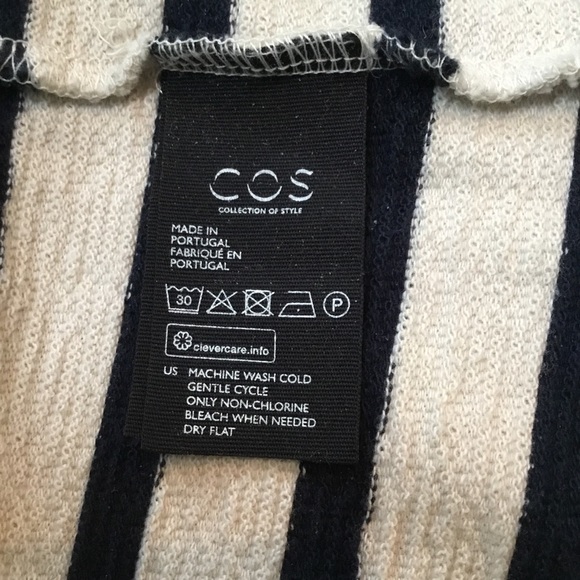 COS
COLLECTION OF STYLE
MADE IN
PORTUGAL
FABRIQUÉ EN
PORTUGAL
30 P
clevercare.info
US MACHINE WASH COLD
GENTLE CYCLE
ONLY NON-CHLORINE
BLEACH WHEN NEEDED
DRY FLAT